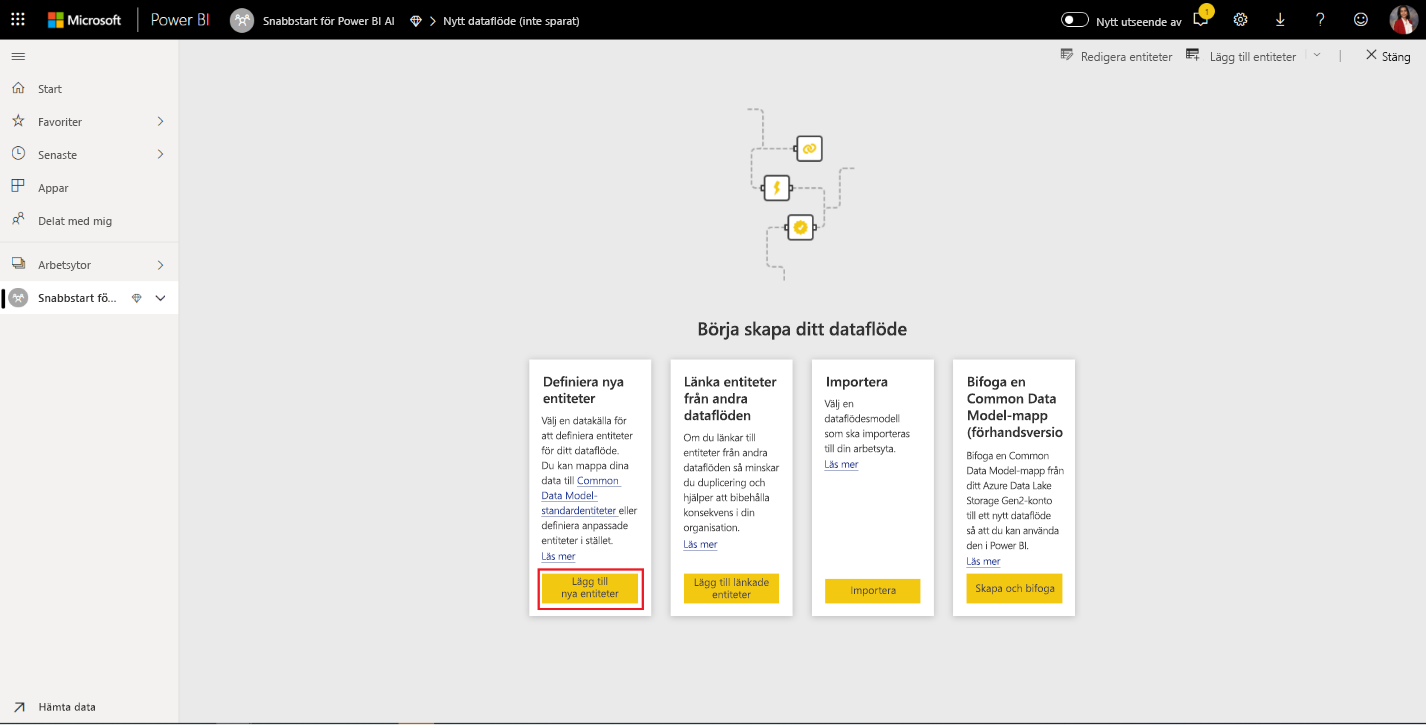 Microsoft Power BI Snabbstart för Power BI AI Nytt dataflöde (inte sparat) Nytt utseende av 1
Redigera entiteter Lägg till entiteter Stäng
Start
Favoriter
Senaste
Appar
Delat med mig
Arbetsytor
Snabbstart fö...
Hämta data
Börja skapa ditt dataflöde
Definiera nya
entiteter
Välj en datakälla för
att definiera entiteter
för ditt dataflöde.
Du kan mappa dina
data till Common
Data Model-
standardentiteter eller
definiera anpassade
entiteter i stället.
Läs mer
Lägg till
nya entiteter
Länka entiteter
från andra
dataflöden
Om du länkar till
entiteter från andra
dataflöden så minskar
du duplicering och
hjälper att bibehålla
konsekvens i din
organisation.
Läs mer
Lägg till länkade
entiteter
Importera
Välj en
dataflödesmodell
som ska importeras
till din arbetsyta.
Läs mer
Importera
Bifoga en
Common Data
Model-mapp
(förhandsversio
Bifoga en Common
Data Model-mapp från
ditt Azure Data Lake
Storage Gen2-konto
till ett nytt dataflöde
så att du kan använda
den i Power BI.
Läs mer
Skapa och bifoga